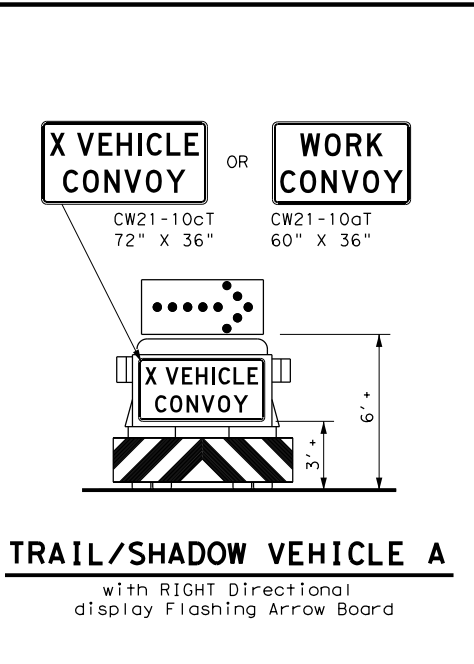 X VEHICLE
CONVOY
OR
WORK
CONVOY
CW21-10cT
72" X 36"
CW21-10aT
60" X 36"
X VEHICLE
CONVOY
6' +
3' +
TRAIL/SHADOW VEHICLE A
with RIGHT Directional
display Flashing Arrow Board